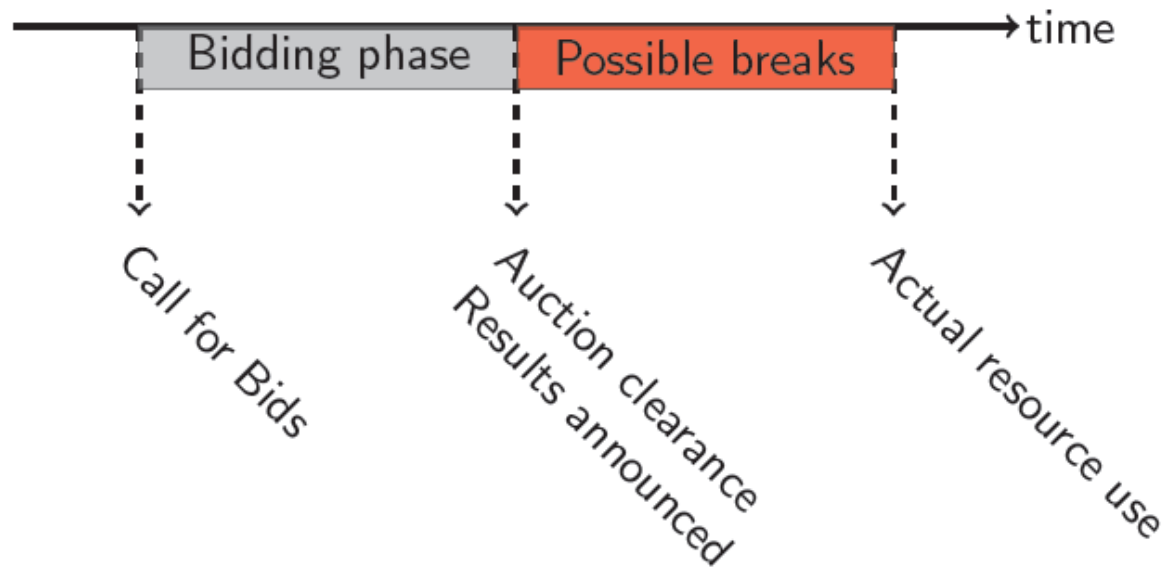 time
Bidding phase
Possible breaks
Call for Bids
Auction clearance
Results announced
Actual resource use